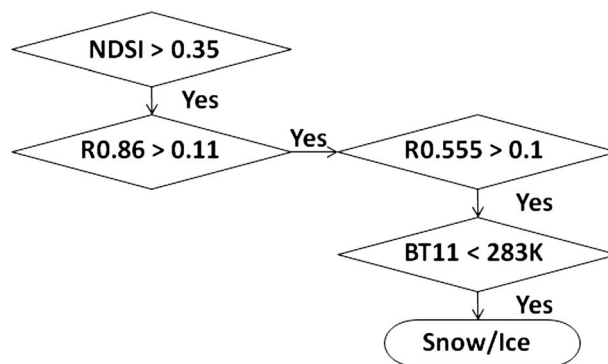 NDSI > 0.35
Yes
R0.86 > 0.11
Yes
R0.555 > 0.1
Yes
BT11 < 283K
Yes
Snow/Ice